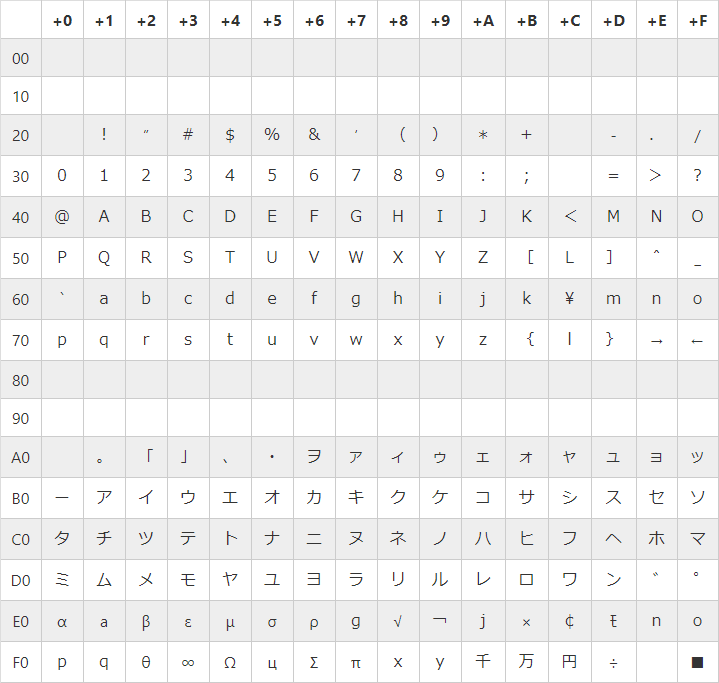 +0 +1 +2 +3 +4 +5 +6 +7 +8 +9 +A +B +C +D +E +F
00
10
20 ! ″ # $ % & ′ ( ) * + - . /
30 0 1 2 3 4 5 6 7 8 9 : ; = > ?
40 @ A B C D E F G H I J K < M N O
50 P Q R S T U V W X Y Z [ L ] ^ _
60 ` a b c d e f g h i j k ¥ m n o
70 p q r s t u v w x y z { l } → ←
80
90
A0 。 「 」 、 ・ ヲ ァ ィ ゥ ェ ォ ャ ュ ョ ッ
B0 ー ア イ ウ エ オ カ キ ク ケ コ サ シ ス セ ソ
C0 タ チ ツ テ ト ナ ニ ヌ ネ ノ ハ ヒ フ ヘ ホ マ
D0 ミ ム メ モ ヤ ユ ヨ ラ リ ル レ ロ ワ ン ゛ ゜
E0 α a β ε μ σ ρ g √ ¬ j × ¢ Ŧ n o
F0 p q θ ∞ Ω ц Σ π x y 千 万 円 ÷ ■